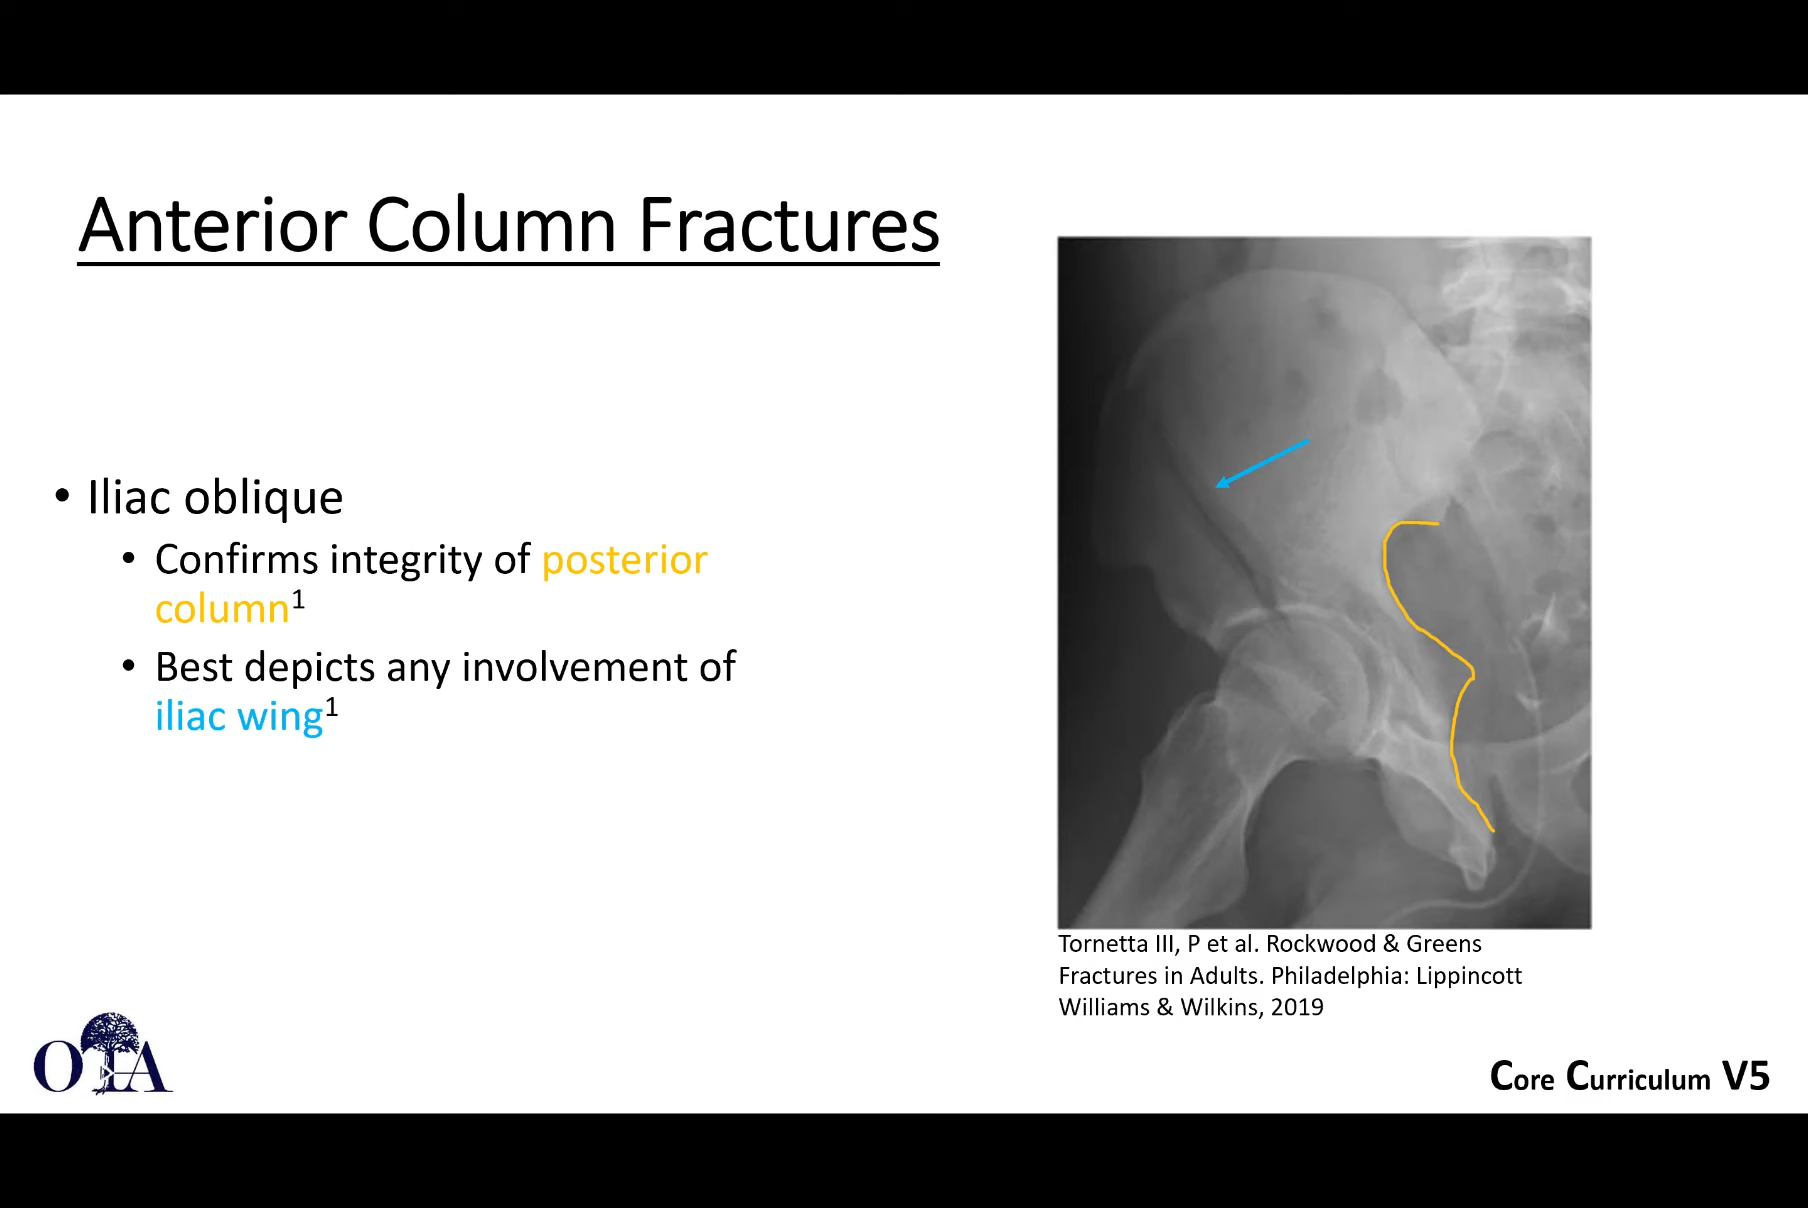 Anterior Column Fractures
• Iliac oblique
• Confirms integrity of posterior
column1
• Best depicts any involvement of
iliac wing1
Tornetta III, P et al. Rockwood & Greens
Fractures in Adults. Philadelphia: Lippincott
Williams & Wilkins, 2019
OTA
Core Curriculum V5